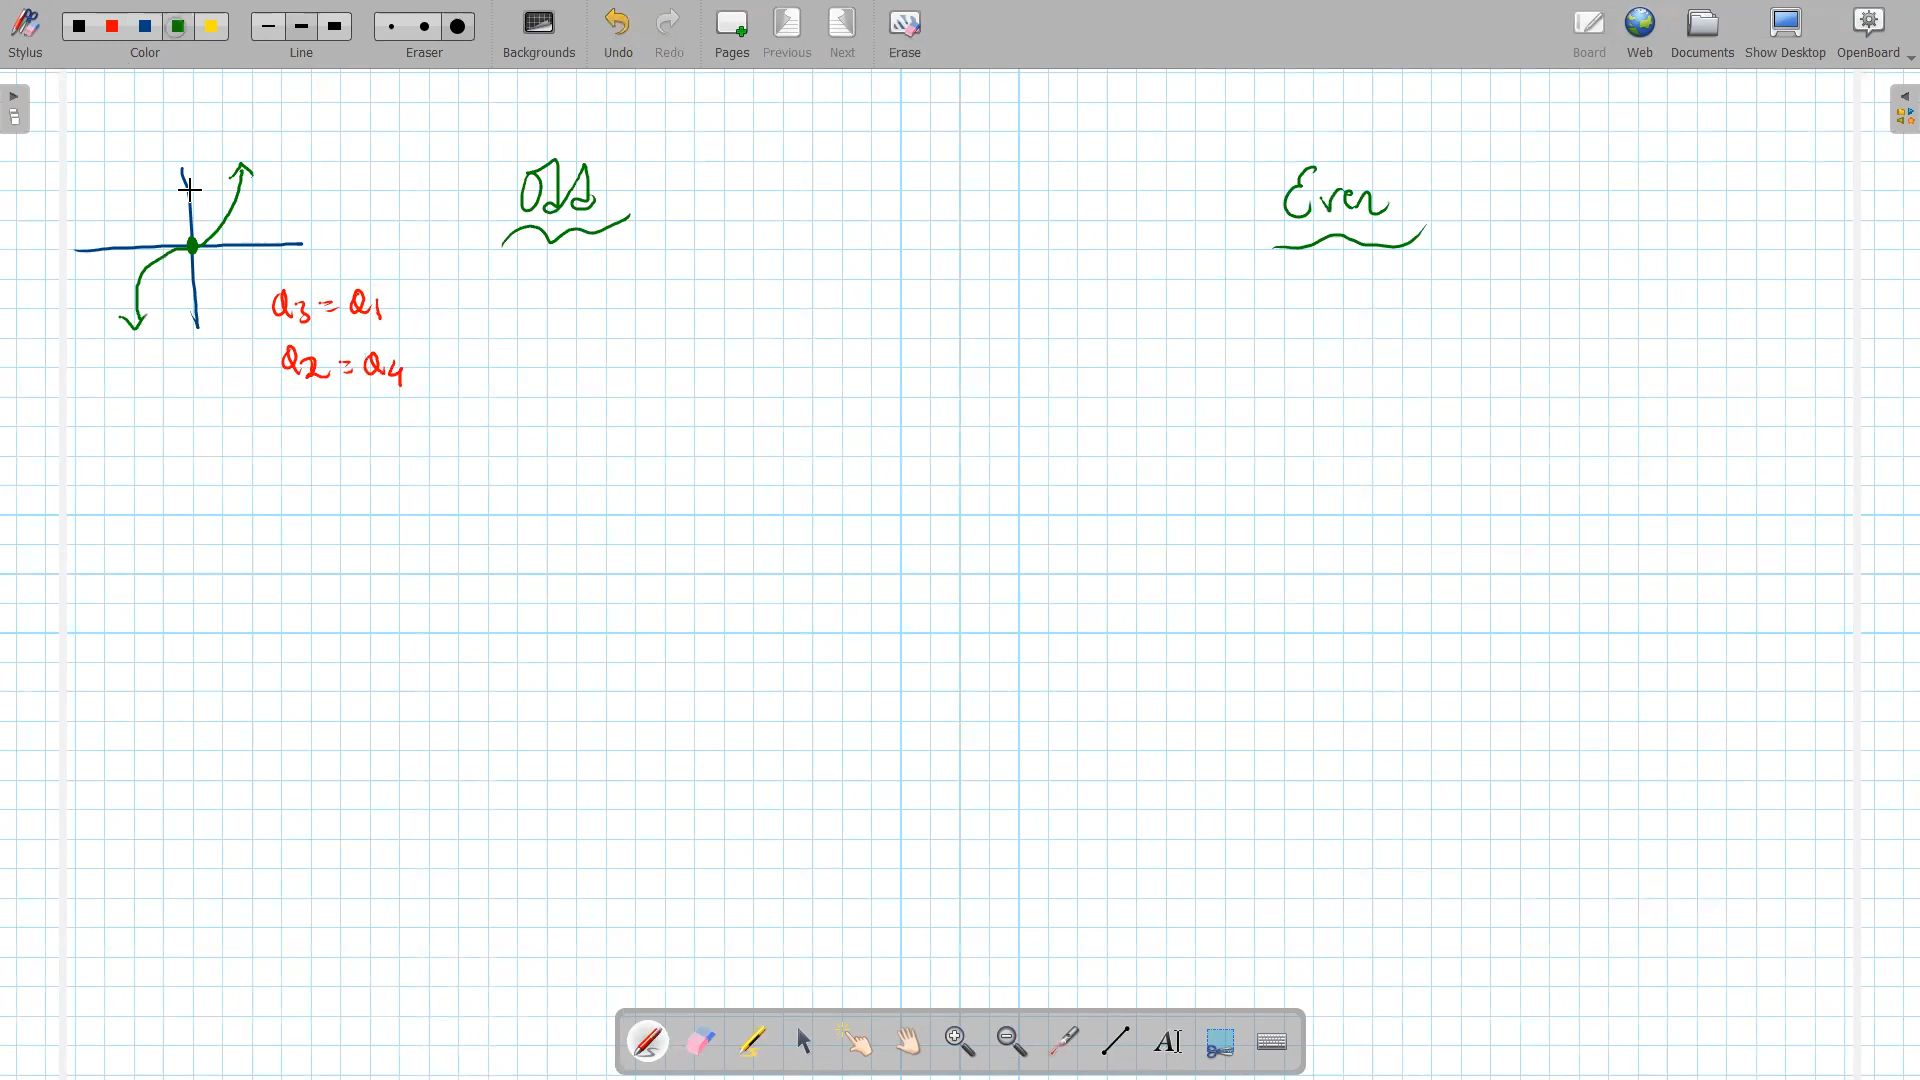 Stylus Color Line Eraser Backgrounds Undo Redo Pages Previous Next Erase Board Web Documents Show Desktop OpenBoard
Odd Even
Q3 = Q1
Q2 = Q4